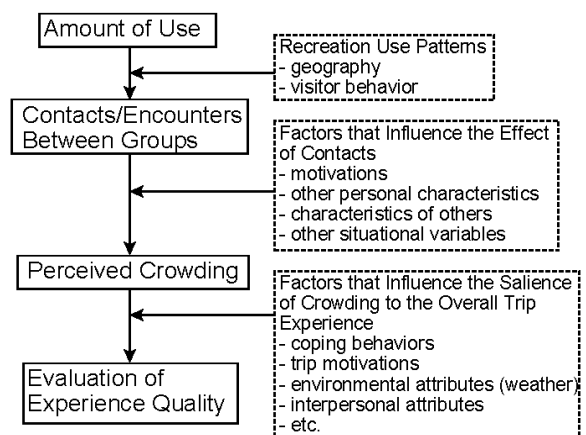 Amount of Use
Recreation Use Patterns
- geography
- visitor behavior
Contacts/Encounters
Between Groups
Factors that Influence the Effect
of Contacts
- motivations
- other personal characteristics
- characteristics of others
- other situational variables
Perceived Crowding
Factors that Influence the Salience
of Crowding to the Overall Trip
Experience
- coping behaviors
- trip motivations
- environmental attributes (weather)
- interpersonal attributes
- etc.
Evaluation of
Experience Quality